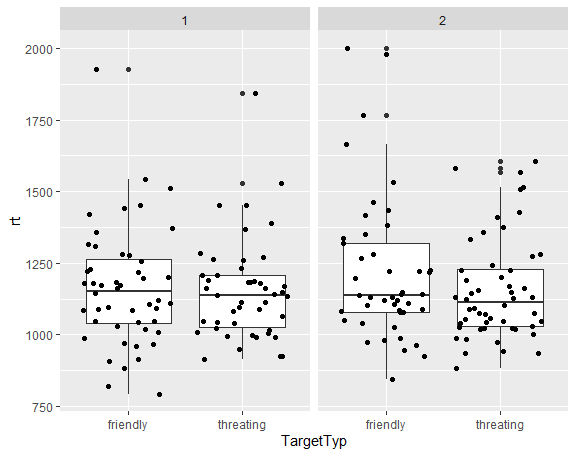 1
2
2000
1750
1500
1250
1000
750
rt
friendly
threating
friendly
threating
TargetTyp